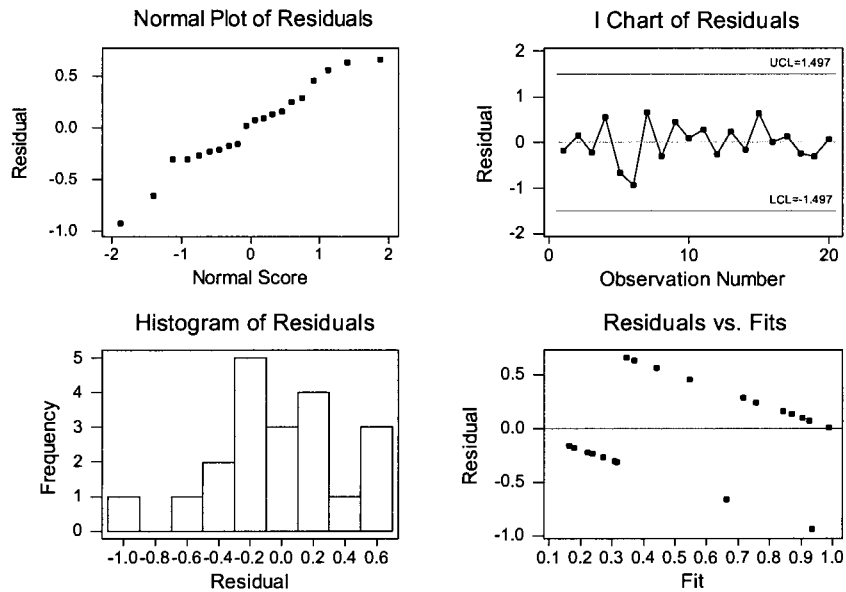 Normal Plot of Residuals
0.5
0.0
-0.5
-1.0
Residual
-2 -1 0 1 2
Normal Score
I Chart of Residuals
2
1
0
-1
-2
Residual
UCL=1.497
LCL=-1.497
0 10 20
Observation Number
Histogram of Residuals
5
4
3
2
1
0
Frequency
-1.0 -0.8 -0.6 -0.4 -0.2 0.0 0.2 0.4 0.6
Residual
Residuals vs. Fits
0.5
0.0
-0.5
-1.0
Residual
0.1 0.2 0.3 0.4 0.5 0.6 0.7 0.8 0.9 1.0
Fit